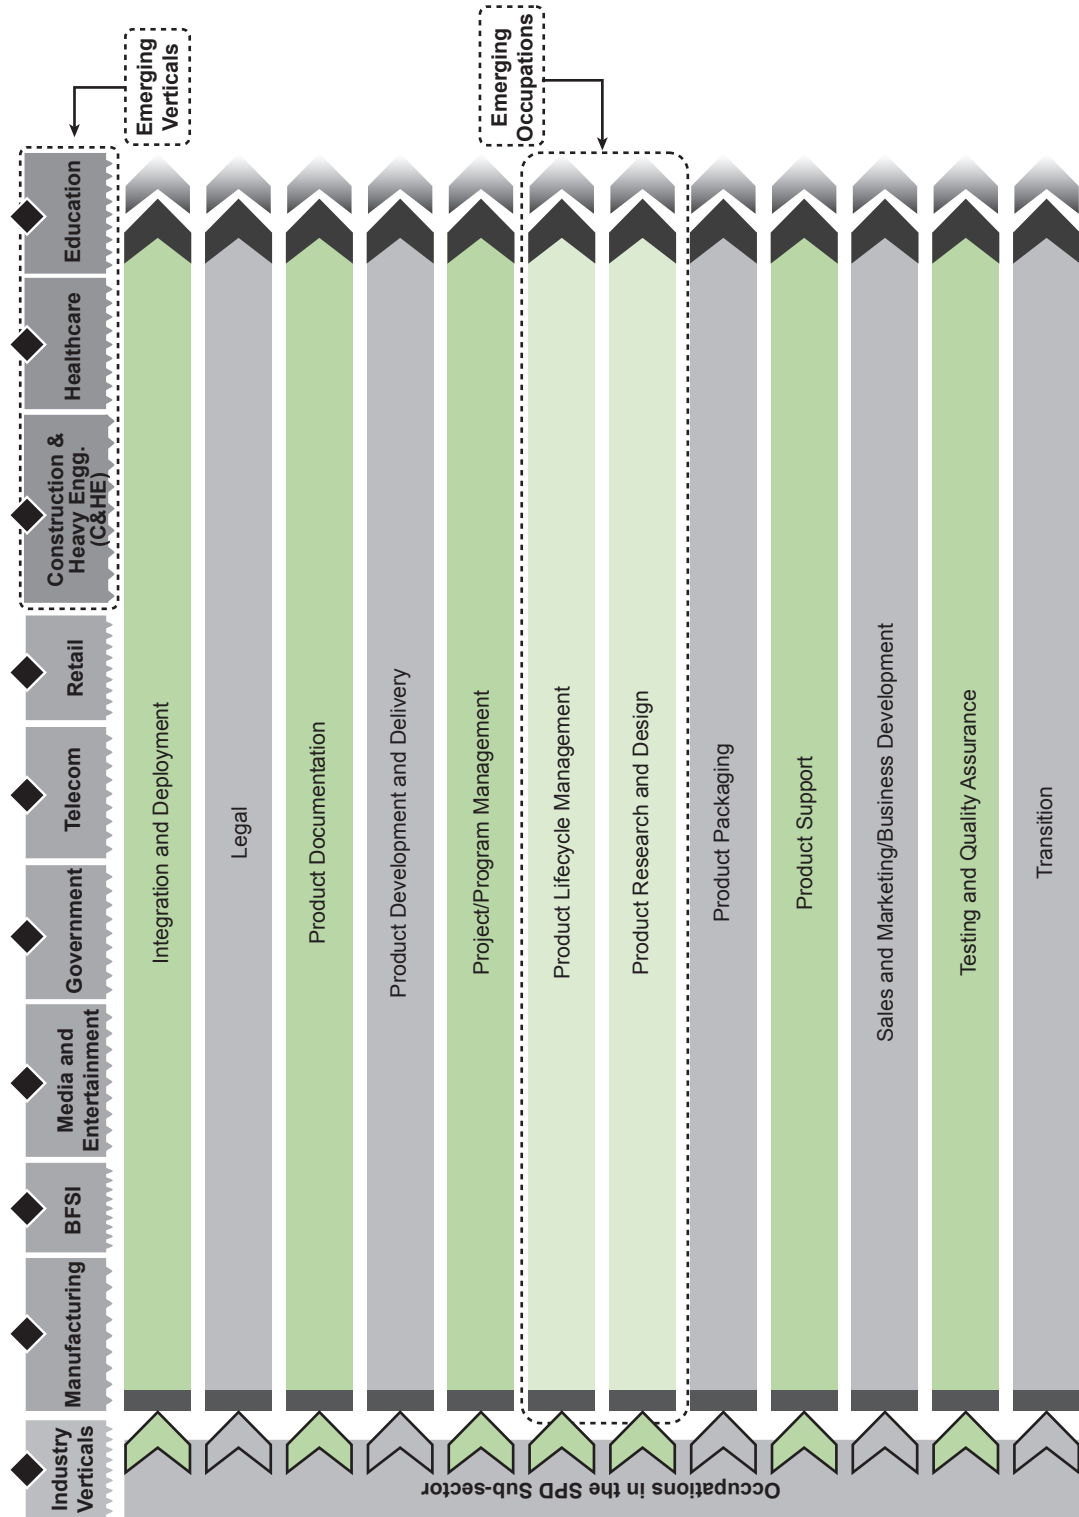 Industry
Verticals
Manufacturing
BFSI
Media and
Entertainment
Government
Telecom
Retail
Construction &
Heavy Engg.
(C&HE)
Healthcare
Education
Emerging
Verticals
Occupations in the SPD Sub-sector
Integration and Deployment
Legal
Product Documentation
Product Development and Delivery
Project/Program Management
Product Lifecycle Management
Product Research and Design
Emerging
Occupations
Product Packaging
Product Support
Sales and Marketing/Business Development
Testing and Quality Assurance
Transition